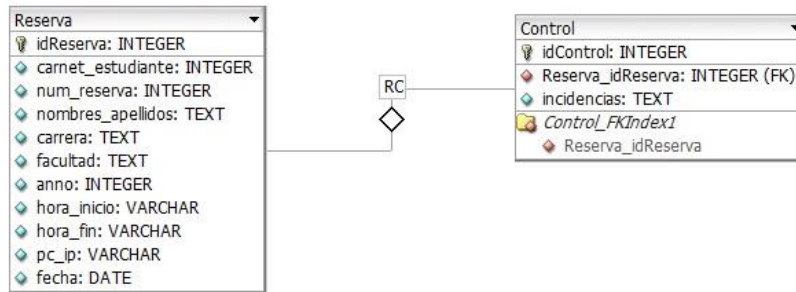 Reserva
idReserva: INTEGER
carnet_estudiante: INTEGER
num_reserva: INTEGER
nombres_apellidos: TEXT
carrera: TEXT
facultad: TEXT
anno: INTEGER
hora_inicio: VARCHAR
hora_fin: VARCHAR
pc_ip: VARCHAR
fecha: DATE
RC
Control
idControl: INTEGER
Reserva_idReserva: INTEGER (FK)
incidencias: TEXT
Control_FKIndex1
Reserva_idReserva